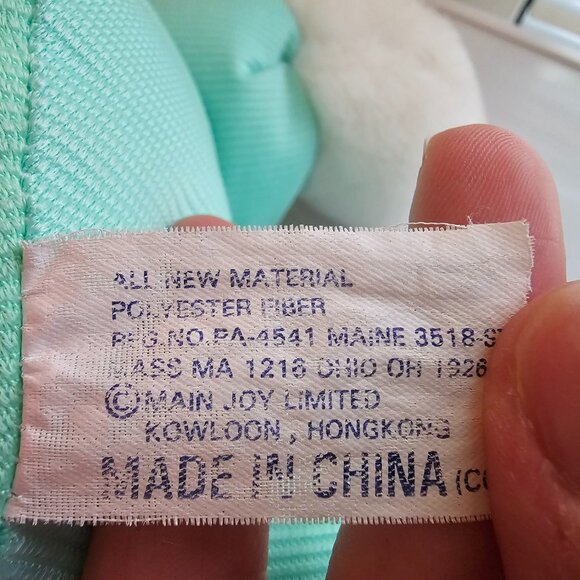 ALL NEW MATERIAL
POLYESTER FIBER
REG. NO. PA-4541 MAINE 3518-
MASS MA 1218 OHIO OH 1926
© MAIN JOY LIMITED
KOWLOON, HONGKONG
MADE IN CHINA